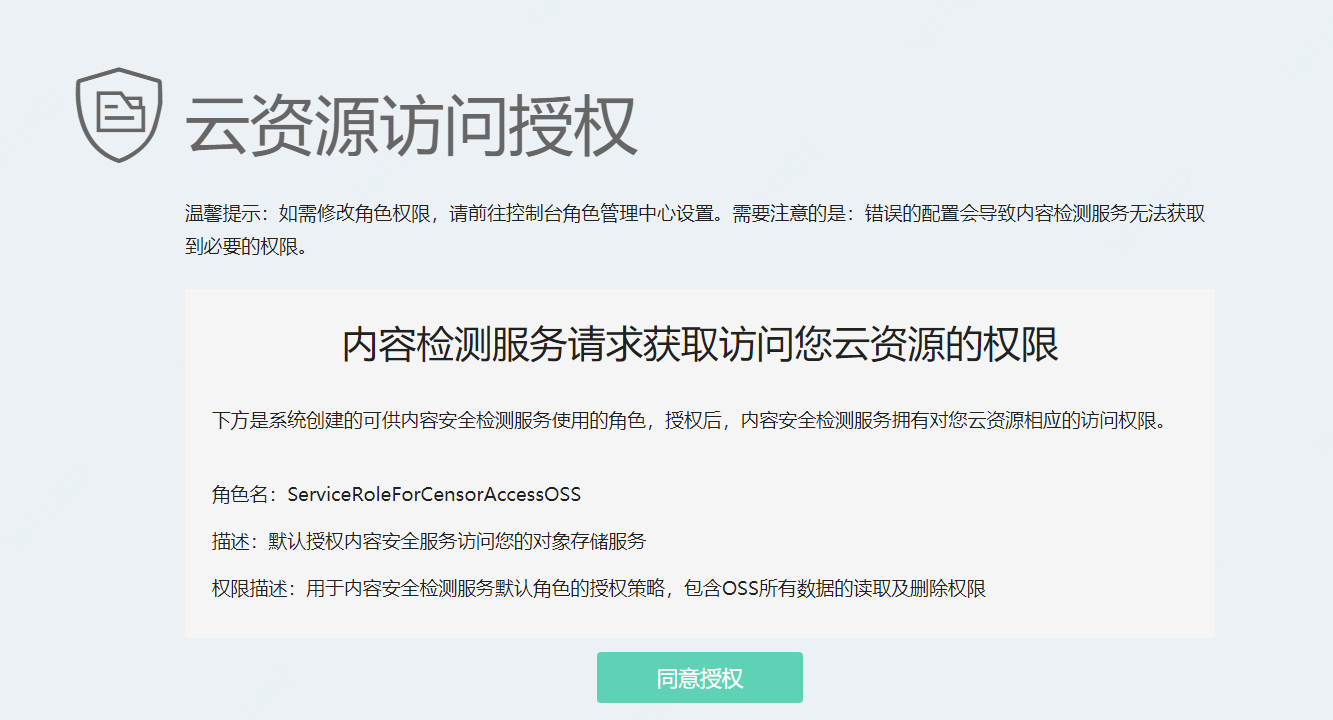 云资源访问授权
温馨提示：如需修改角色权限，请前往控制台角色管理中心设置。需要注意的是：错误的配置会导致内容检测服务无法获取
到必要的权限。
内容检测服务请求获取访问您云资源的权限
下方是系统创建的可供内容安全检测服务使用的角色，授权后，内容安全检测服务拥有对您云资源相应的访问权限。
角色名：ServiceRoleForCensorAccessOSS
描述：默认授权内容安全服务访问您的对象存储服务
权限描述：用于内容安全检测服务默认角色的授权策略，包含OSS所有数据的读取及删除权限
同意授权